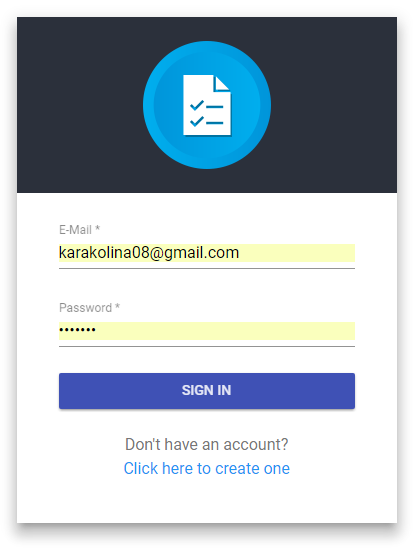 E-Mail *
karakolina08@gmail.com
Password *
•••••••
SIGN IN
Don't have an account?
Click here to create one